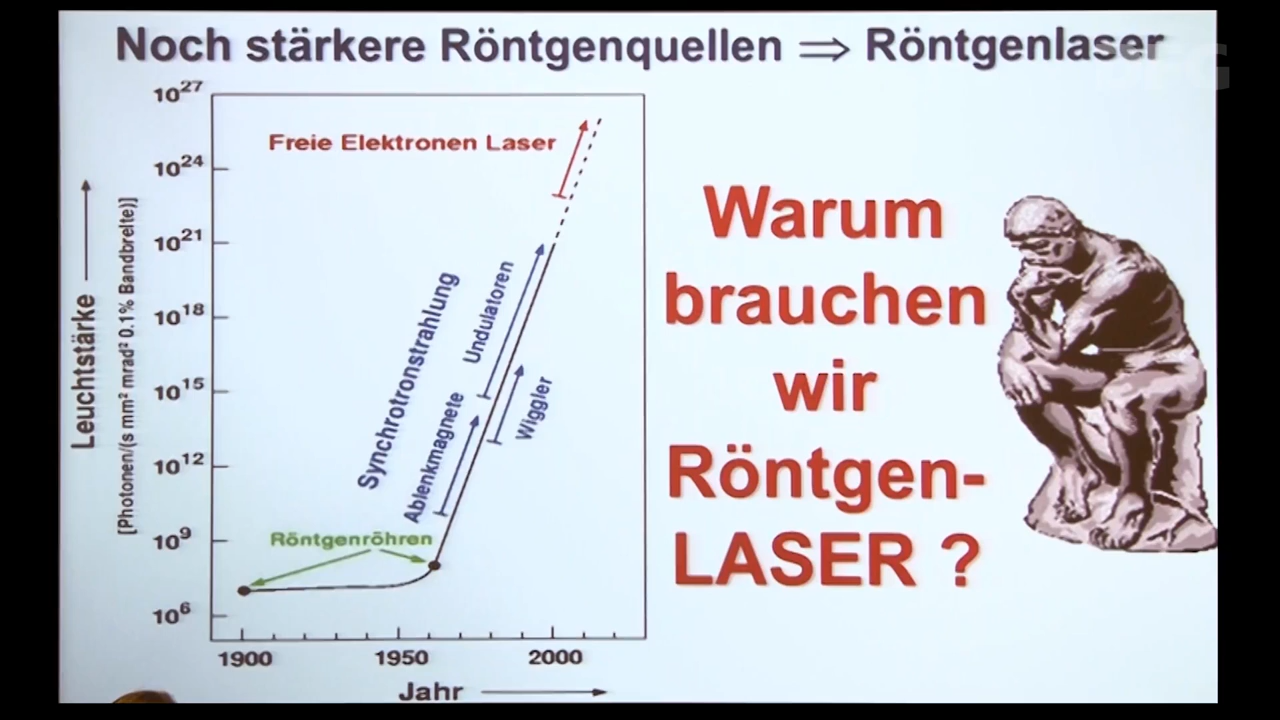 Noch stärkere Röntgenquellen ⇒ Röntgenlaser
10²⁷
10²⁴
10²¹
10¹⁸
10¹⁵
10¹²
10⁹
10⁶
Leuchtstärke
[Photonen/(s mm² mrad² 0.1% Bandbreite)]
Freie Elektronen Laser
Synchrotronstrahlung
Undulatoren
Ablenkmagnete
Wiggler
Röntgenröhren
1900
1950
2000
Jahr
Warum
brauchen
wir
Röntgen-
LASER ?